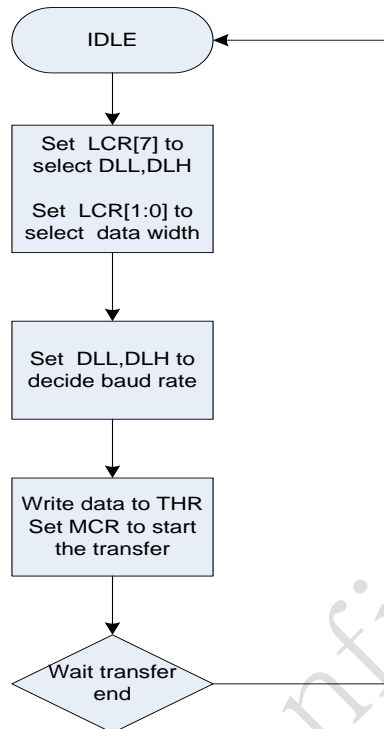 IDLE
Set LCR[7] to
select DLL,DLH
Set LCR[1:0] to
select data width
Set DLL,DLH to
decide baud rate
Write data to THR
Set MCR to start
the transfer
Wait transfer
end
nfi